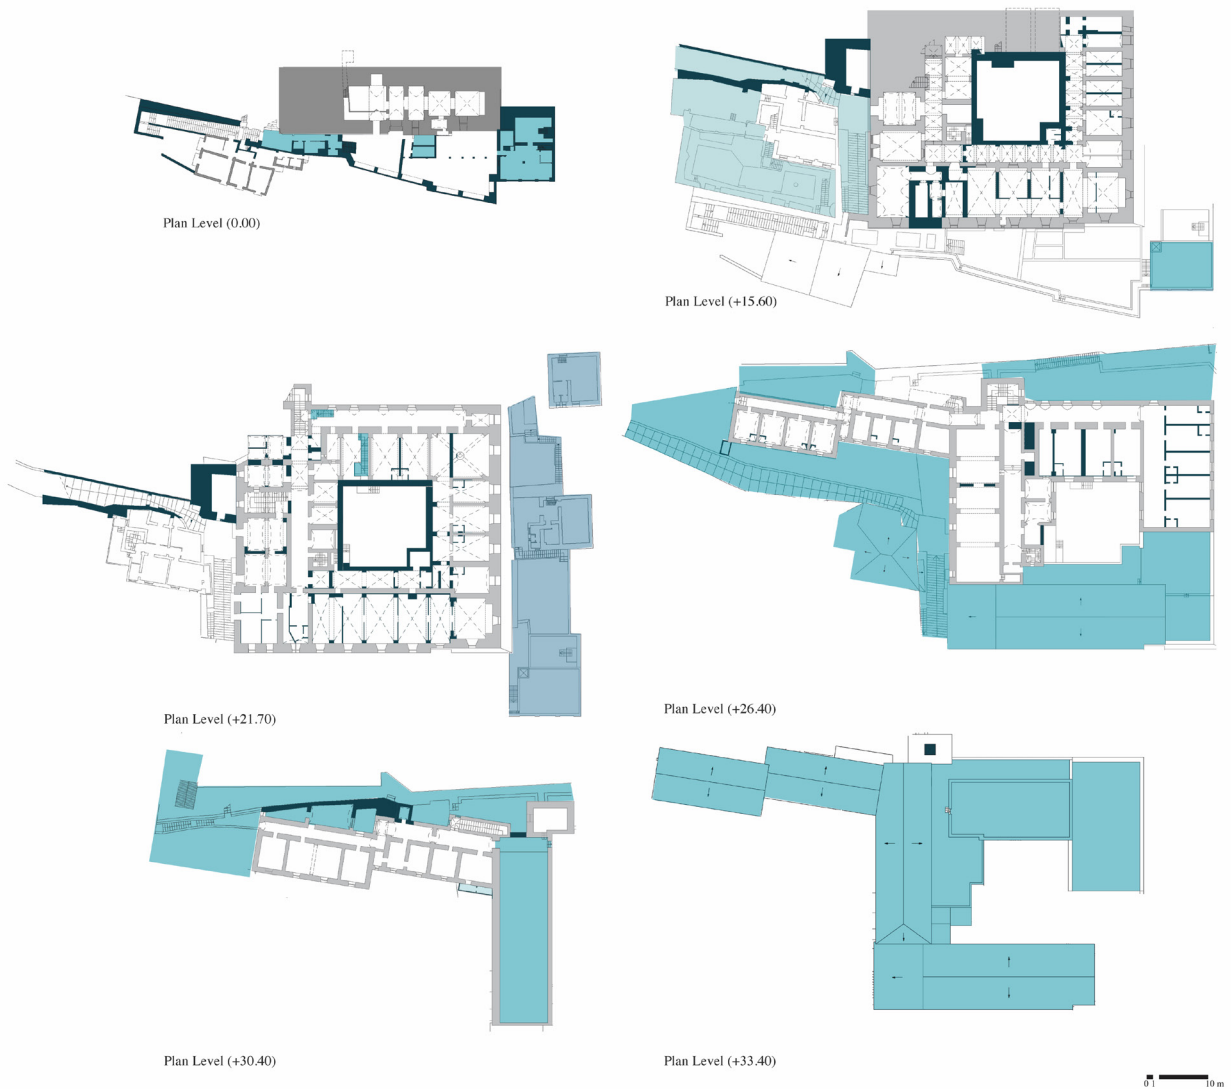 Plan Level (0.00)
Plan Level (+15.60)
Plan Level (+21.70)
Plan Level (+26.40)
Plan Level (+30.40)
Plan Level (+33.40)
0 1 10 m